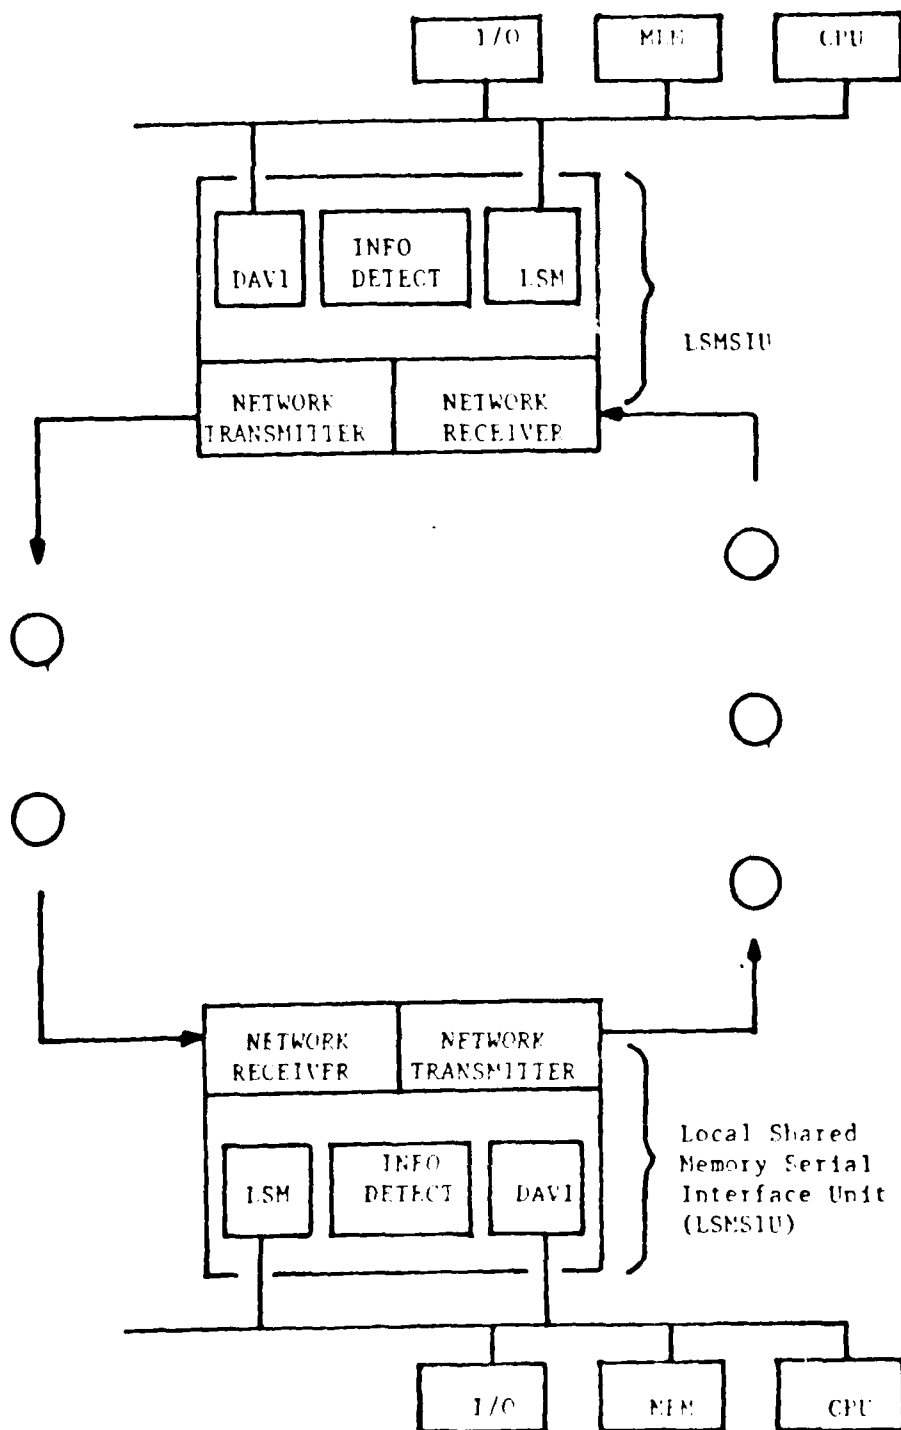 I/O MEM CPU
DAVI
INFO
DETECT
LSM
LSMSIU
NETWORK
TRANSMITTER
NETWORK
RECEIVER
NETWORK
RECEIVER
NETWORK
TRANSMITTER
LSM
INFO
DETECT
DAVI
Local Shared
Memory Serial
Interface Unit
(LSMSIU)
I/O MEM CPU